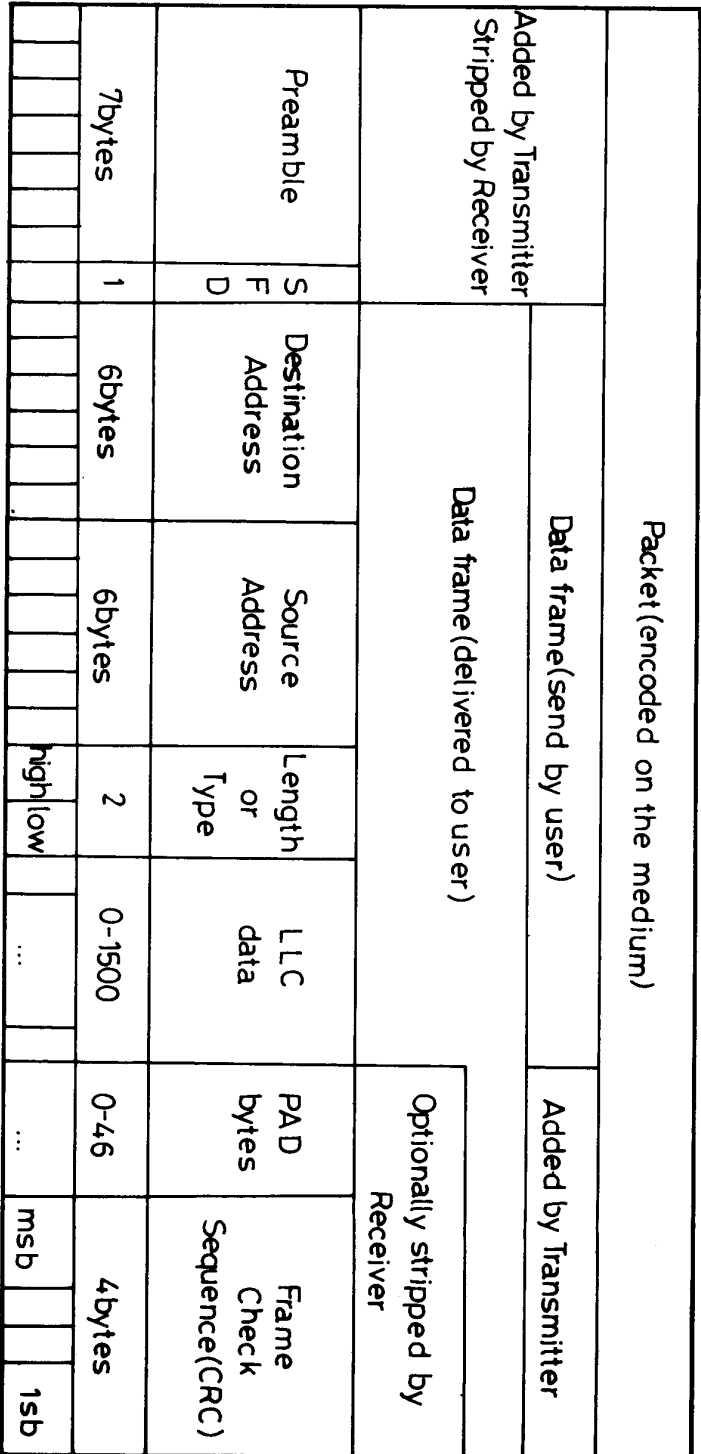 Packet(encoded on the medium)
Added by Transmitter
Stripped by Receiver
Data frame(send by user)
Added by Transmitter
Data frame(delivered to user)
Optionally stripped by
Receiver
Preamble
S
F
D
Destination
Address
Source
Address
Length
or
Type
LLC
data
PAD
bytes
Frame
Check
Sequence(CRC)
7bytes
1
6bytes
6bytes
2
0-1500
0-46
4bytes
high
low
...
...
msb
1sb